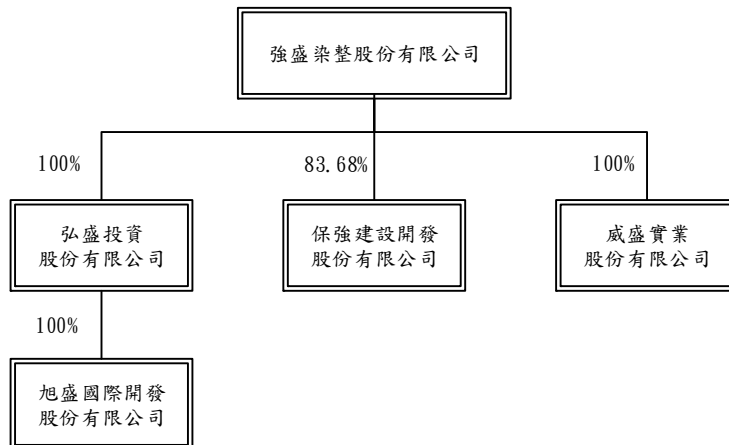 強盛染整股份有限公司
100%
83.68%
100%
弘盛投資
股份有限公司
保強建設開發
股份有限公司
威盛實業
股份有限公司
100%
旭盛國際開發
股份有限公司